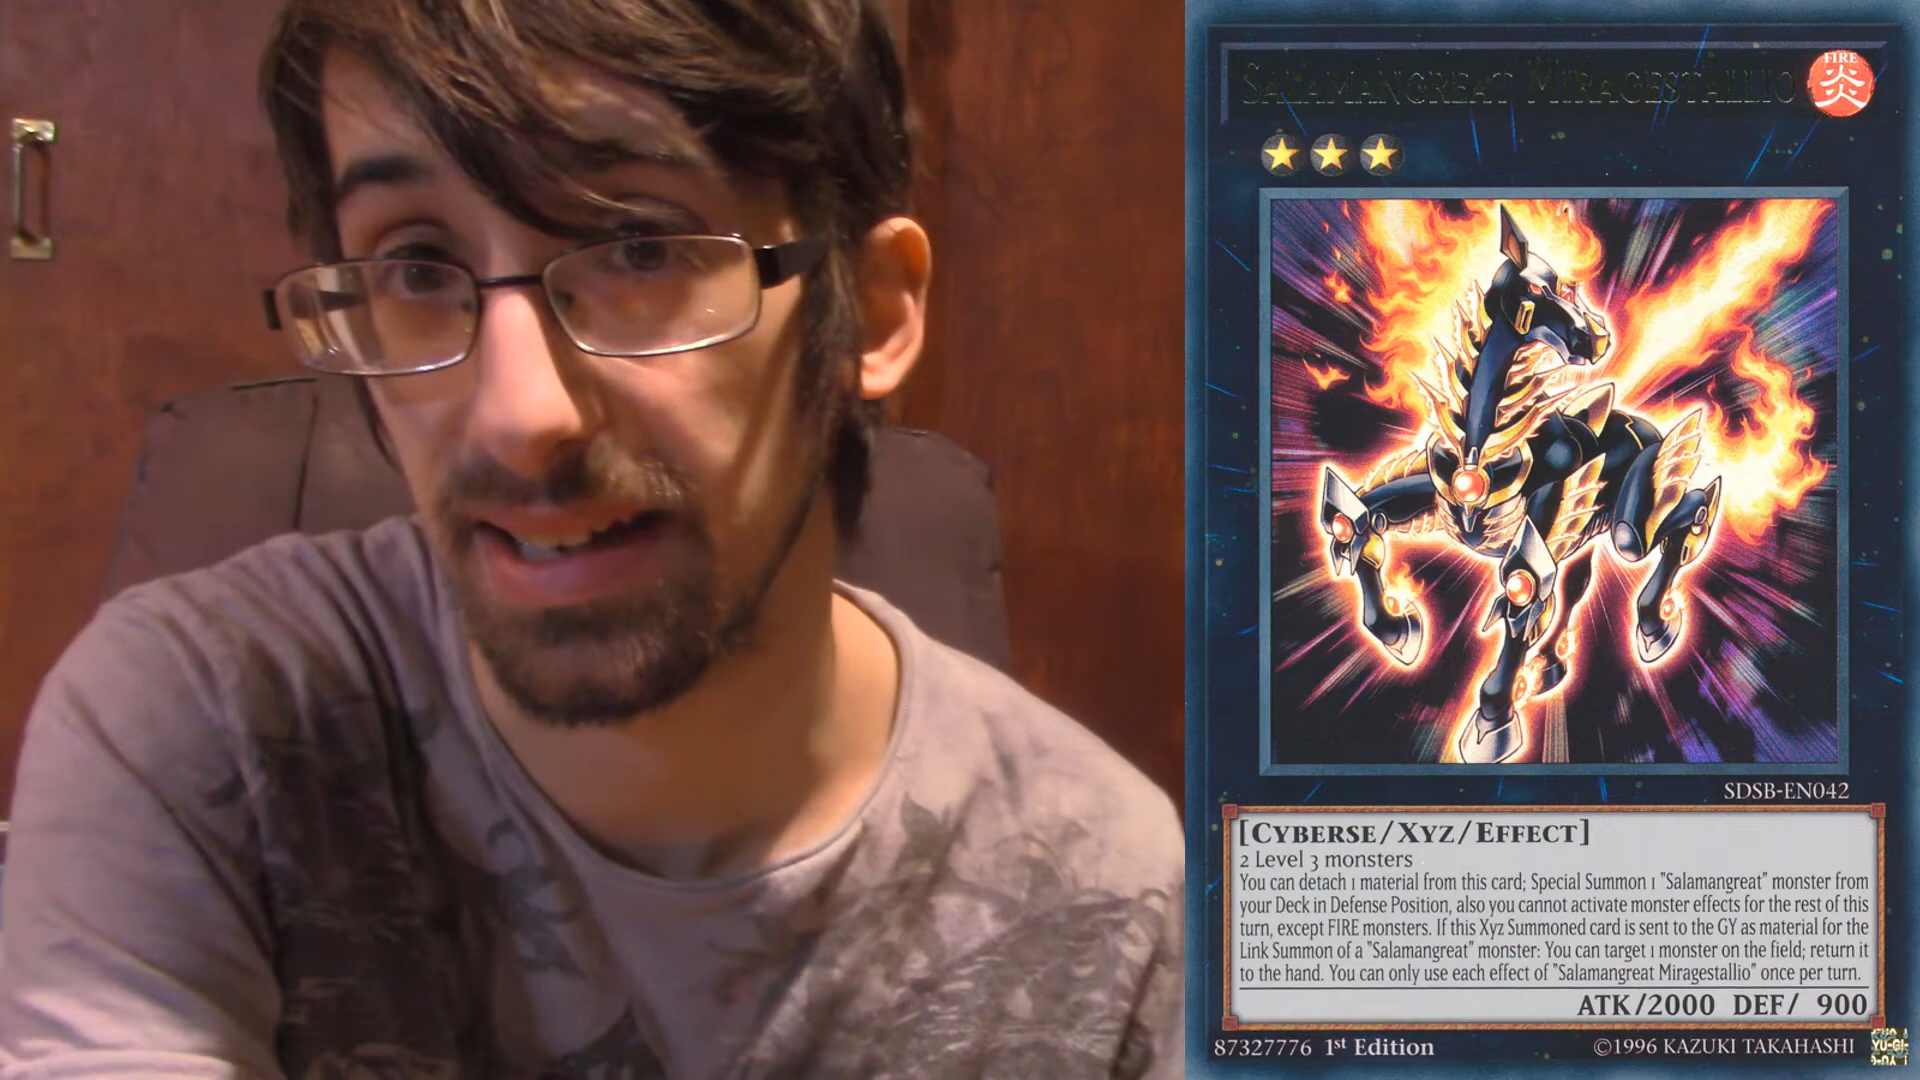 SALAMANGREAT MIRAGESTALLIO
FIRE
炎
SDSB-EN042
[CYBERSE/XYZ/EFFECT]
2 Level 3 monsters
You can detach 1 material from this card; Special Summon 1 "Salamangreat" monster from
your Deck in Defense Position, also you cannot activate monster effects for the rest of this
turn, except FIRE monsters. If this Xyz Summoned card is sent to the GY as material for the
Link Summon of a "Salamangreat" monster: You can target 1 monster on the field; return it
to the hand. You can only use each effect of "Salamangreat Miragestallio" once per turn.
ATK/2000 DEF/ 900
87327776 1st Edition
©1996 KAZUKI TAKAHASHI